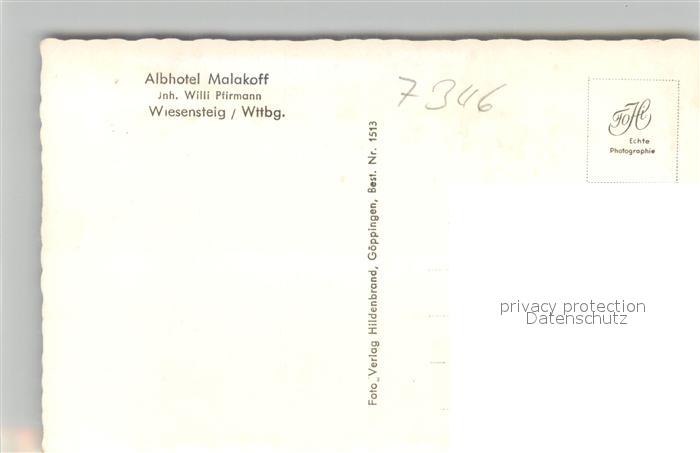 Albhotel Malakoff
Jnh. Willi Pfirmann
Wiesensteig / Wttbg.
7346
Foto_Verlag Hildenbrand, Göppingen, Best. Nr. 1513
Echte
Photographie
privacy protection
Datenschutz